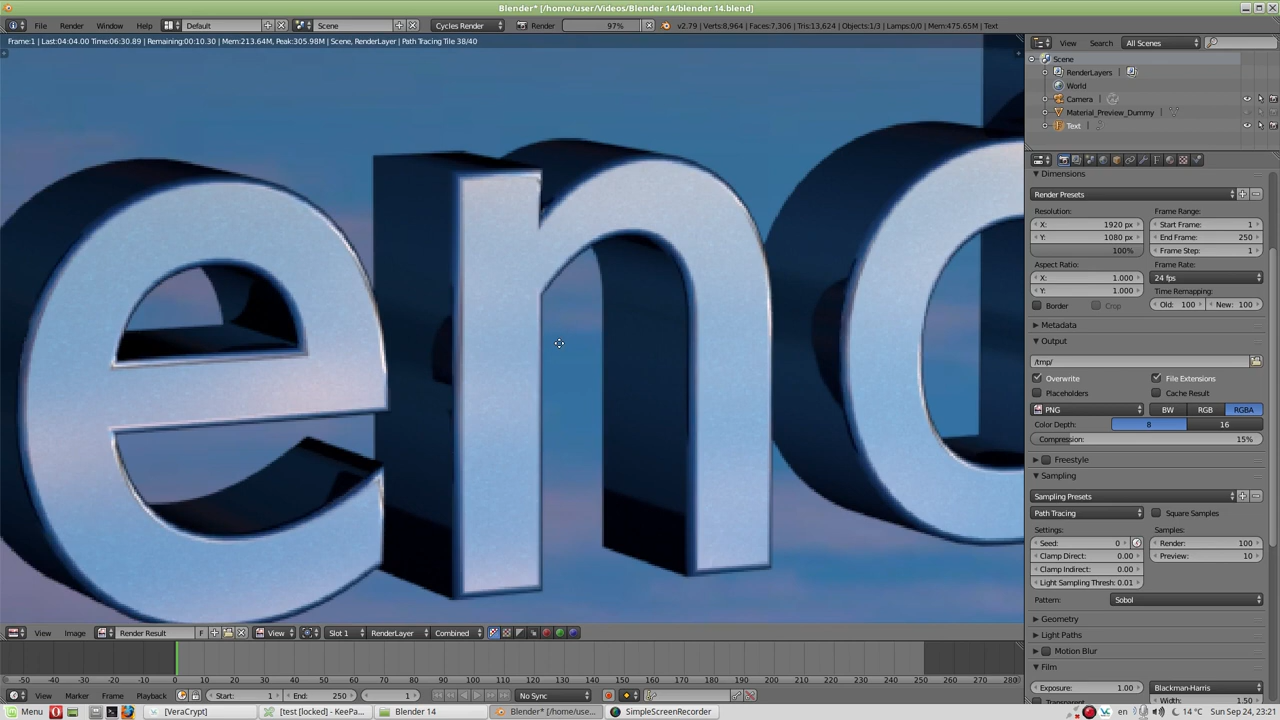 Blender* [/home/user/Videos/Blender 14/blender 14.blend]
File Render Window Help Default Scene Cycles Render Render 97% v2.79 | Verts:8,964 | Faces:7,306 | Tris:13,624 | Objects:1/3 | Lamps:0/0 | Mem:475.65M | Text
Frame:1 | Last:04:04.00 Time:06:30.89 | Remaining:00:10.30 | Mem:213.64M, Peak:305.98M | Scene, RenderLayer | Path Tracing Tile 38/40
View Search All Scenes
Scene
RenderLayers
World
Camera
Material_Preview_Dummy
Text
end
Dimensions
Render Presets
Resolution: Frame Range:
X: 1920 px Start Frame: 1
Y: 1080 px End Frame: 250
100% Frame Step: 1
Aspect Ratio: Frame Rate:
X: 1.000 24 fps
Y: 1.000 Time Remapping:
Border Crop Old: 100 New: 100
Metadata
Output
/tmp/
Overwrite File Extensions
Placeholders Cache Result
PNG BW RGB RGBA
Color Depth: 8 16
Compression: 15%
Freestyle
Sampling
Sampling Presets
Path Tracing Square Samples
Settings: Samples:
Seed: 0 Render: 100
Clamp Direct: 0.00 Preview: 10
Clamp Indirect: 0.00
Light Sampling Thresh: 0.01
Pattern: Sobol
Geometry
Light Paths
Motion Blur
Film
Exposure: 1.00 Blackman-Harris
Width: 1.50
View Image Render Result F View Slot 1 RenderLayer Combined
-50 -40 -30 -20 -10 0 10 20 30 40 50 60 70 80 90 100 110 120 130 140 150 160 170 180 190 200 210 220 230 240 250 260 270 280
View Marker Frame Playback Start: 1 End: 250 1 No Sync
Menu [VeraCrypt] [test [locked] - KeePa... Blender 14 Blender* [/home/use... SimpleScreenRecorder en 14 °C Sun Sep 24, 23:21